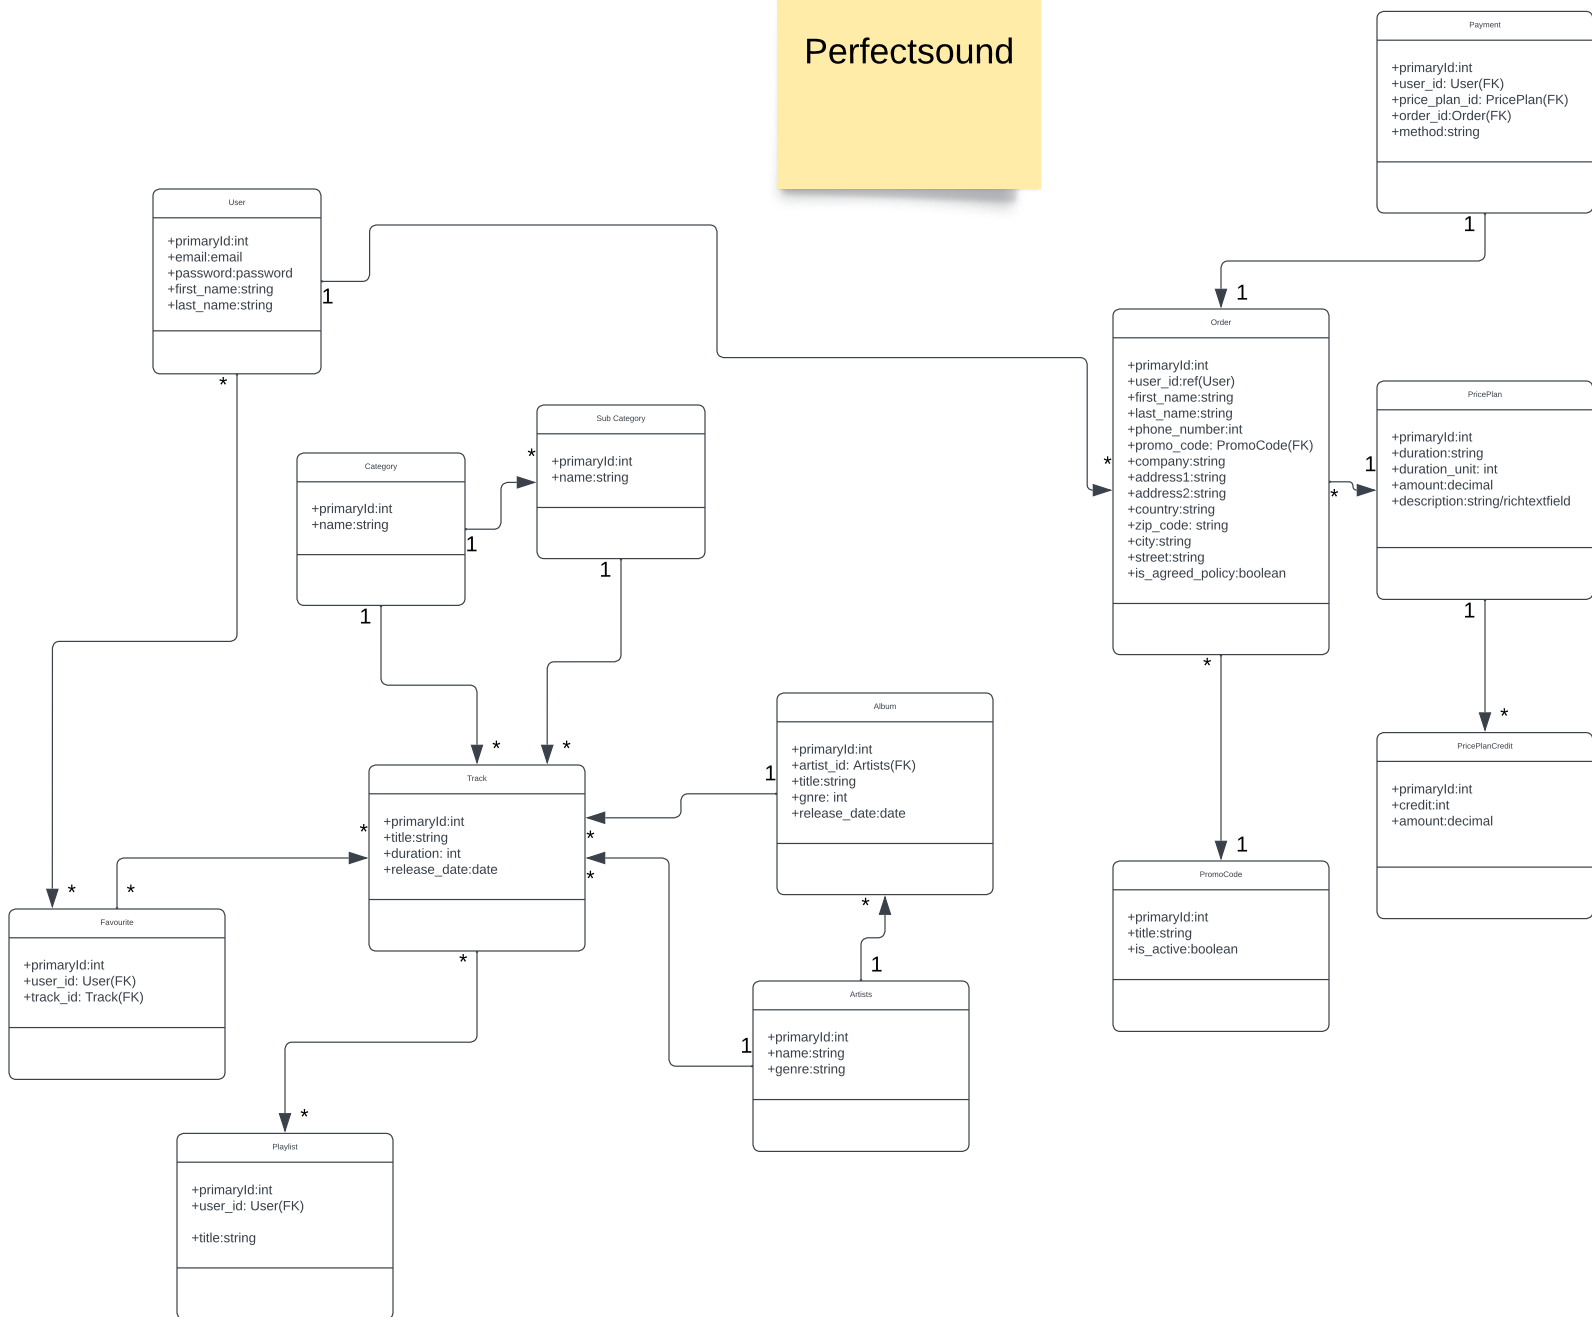 Perfectsound
Payment
+primaryId:int
+user_id: User(FK)
+price_plan_id: PricePlan(FK)
+order_id:Order(FK)
+method:string
1
User
+primaryId:int
+email:email
+password:password
+first_name:string
+last_name:string
1
*
1
Order
+primaryId:int
+user_id:ref(User)
+first_name:string
+last_name:string
+phone_number:int
+promo_code: PromoCode(FK)
+company:string
+address1:string
+address2:string
+country:string
+zip_code: string
+city:string
+street:string
+is_agreed_policy:boolean
*
*
*
PricePlan
+primaryId:int
+duration:string
+duration_unit: int
+amount:decimal
+description:string/richtextfield
1
1
Sub Category
+primaryId:int
+name:string
*
1
Category
+primaryId:int
+name:string
1
1
Track
+primaryId:int
+title:string
+duration: int
+release_date:date
*
*
*
*
*
*
Album
+primaryId:int
+artist_id: Artists(FK)
+title:string
+gnre: int
+release_date:date
1
*
*
PricePlanCredit
+primaryId:int
+credit:int
+amount:decimal
1
PromoCode
+primaryId:int
+title:string
+is_active:boolean
*
*
Favourite
+primaryId:int
+user_id: User(FK)
+track_id: Track(FK)
1
1
Artists
+primaryId:int
+name:string
+genre:string
*
Playlist
+primaryId:int
+user_id: User(FK)
+title:string